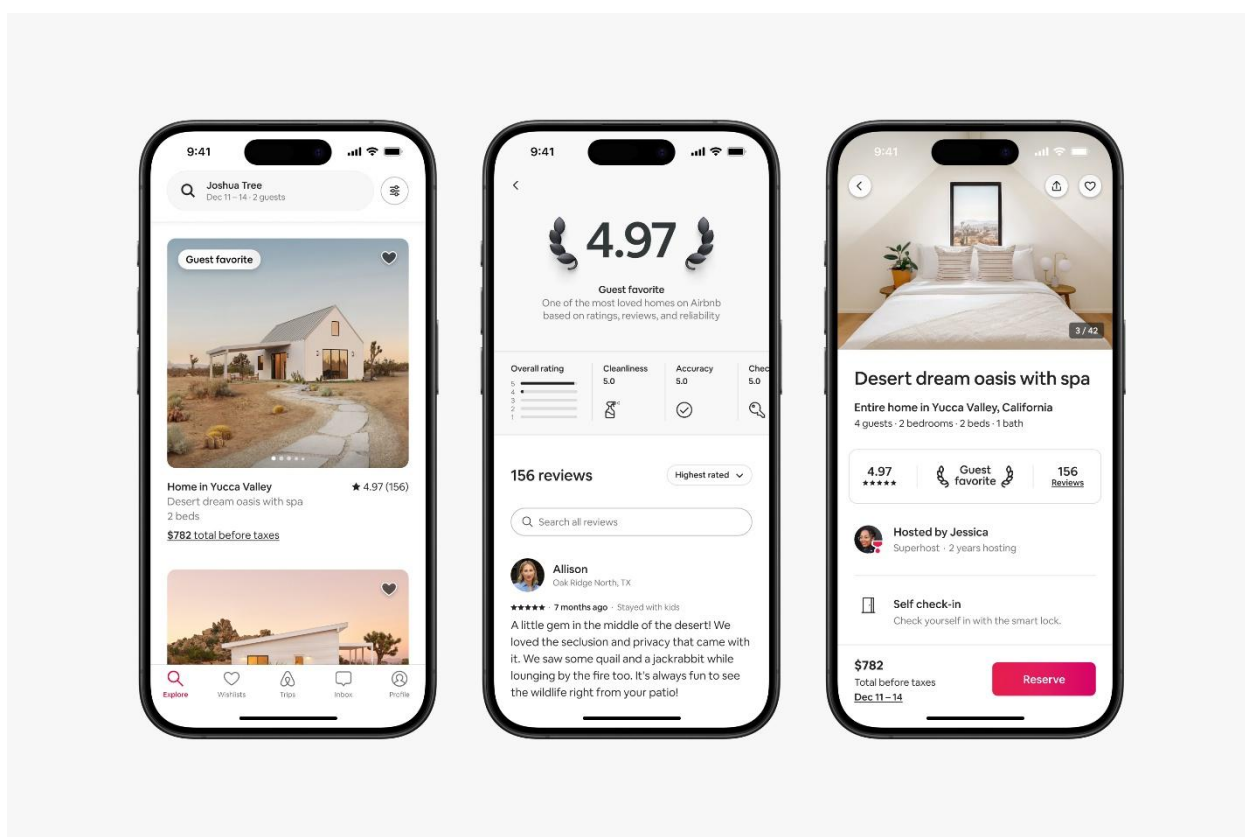 9:41
Joshua Tree
Dec 11 – 14 · 2 guests
Guest favorite
Home in Yucca Valley
★ 4.97 (156)
Desert dream oasis with spa
2 beds
$782 total before taxes
Explore
Wishlists
Trips
Inbox
Profile
9:41
4.97
Guest favorite
One of the most loved homes on Airbnb
based on ratings, reviews, and reliability
Overall rating
5
4
3
2
1
Cleanliness
5.0
Accuracy
5.0
Chec
5.0
156 reviews
Highest rated
Search all reviews
Allison
Oak Ridge North, TX
★★★★★ · 7 months ago · Stayed with kids
A little gem in the middle of the desert! We
loved the seclusion and privacy that came with
it. We saw some quail and a jackrabbit while
lounging by the fire too. It's always fun to see
the wildlife right from your patio!
9:41
3 / 42
Desert dream oasis with spa
Entire home in Yucca Valley, California
4 guests · 2 bedrooms · 2 beds · 1 bath
4.97
★★★★★
Guest
favorite
156
Reviews
Hosted by Jessica
Superhost · 2 years hosting
Self check-in
Check yourself in with the smart lock.
$782
Total before taxes
Dec 11 – 14
Reserve